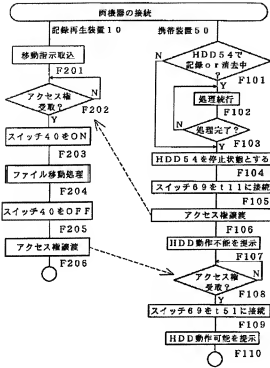 両機器の接続
記録再生装置10
携帯装置50
移動指示取込
F201
アクセス権
受取?
N
Y
F202
スイッチ40をON
F203
ファイル移動処理
F204
スイッチ40をOFF
F205
アクセス権譲渡
F206
HDD54で
記録or消去中
?
N
Y
F101
処理続行
F102
処理完了?
N
Y
F103
HDD54を停止状態とする
F104
スイッチ69をt11に接続
F105
アクセス権譲渡
F106
HDD動作不能を提示
F107
アクセス権
受取?
N
Y
F108
スイッチ69をt51に接続
F109
HDD動作可能を提示
F110